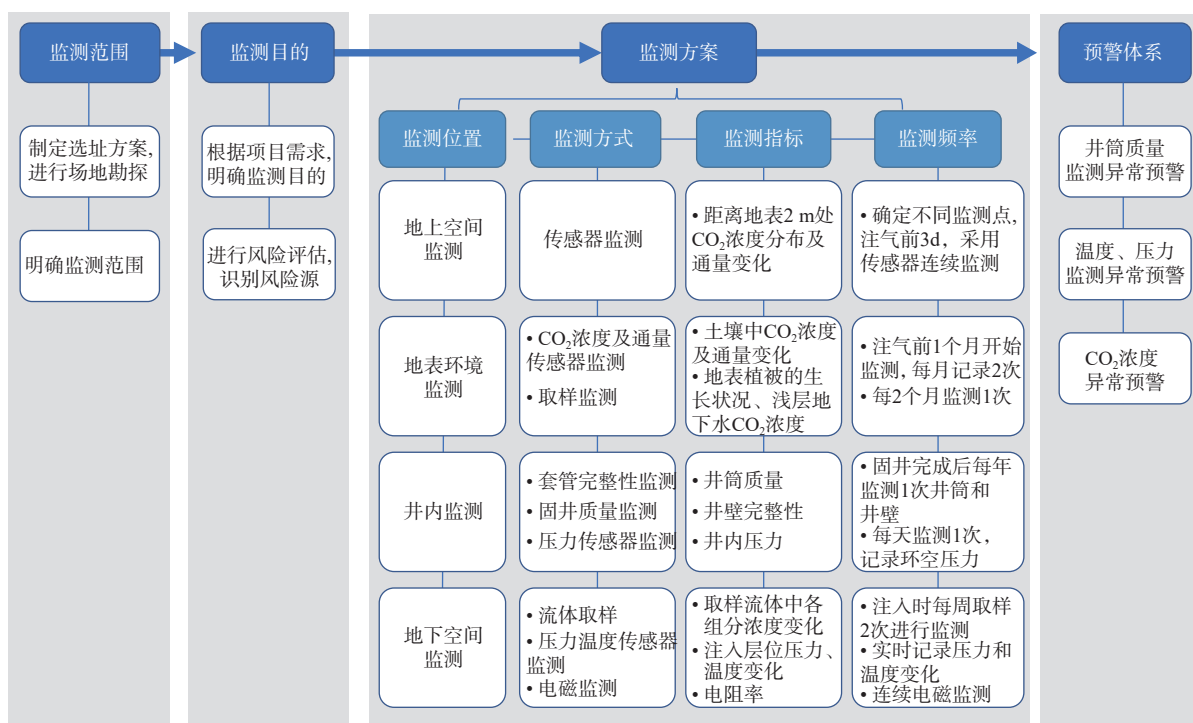 监测范围
监测目的
监测方案
预警体系
制定选址方案，
进行场地勘探
明确监测范围
根据项目需求，
明确监测目的
进行风险评估，
识别风险源
监测位置
监测方式
监测指标
监测频率
地上空间
监测
传感器监测
• 距离地表2 m处
CO₂浓度分布及
通量变化
• 确定不同监测点，
注气前3d，采用
传感器连续监测
地表环境
监测
• CO₂浓度及通量
传感器监测
• 取样监测
• 土壤中CO₂浓度
及通量变化
• 地表植被的生
长状况、浅层地
下水CO₂浓度
• 注气前1个月开始
监测，每月记录2次
• 每2个月监测1次
井内监测
• 套管完整性监测
• 固井质量监测
• 压力传感器监测
• 井筒质量
• 井壁完整性
• 井内压力
• 固井完成后每年
监测1次井筒和
井壁
• 每天监测1次，
记录环空压力
地下空间
监测
• 流体取样
• 压力温度传感器
监测
• 电磁监测
• 取样流体中各
组分浓度变化
• 注入层位压力、
温度变化
• 电阻率
• 注入时每周取样
2次进行监测
• 实时记录压力和
温度变化
• 连续电磁监测
井筒质量
监测异常预警
温度、压力
监测异常预警
CO₂浓度
异常预警